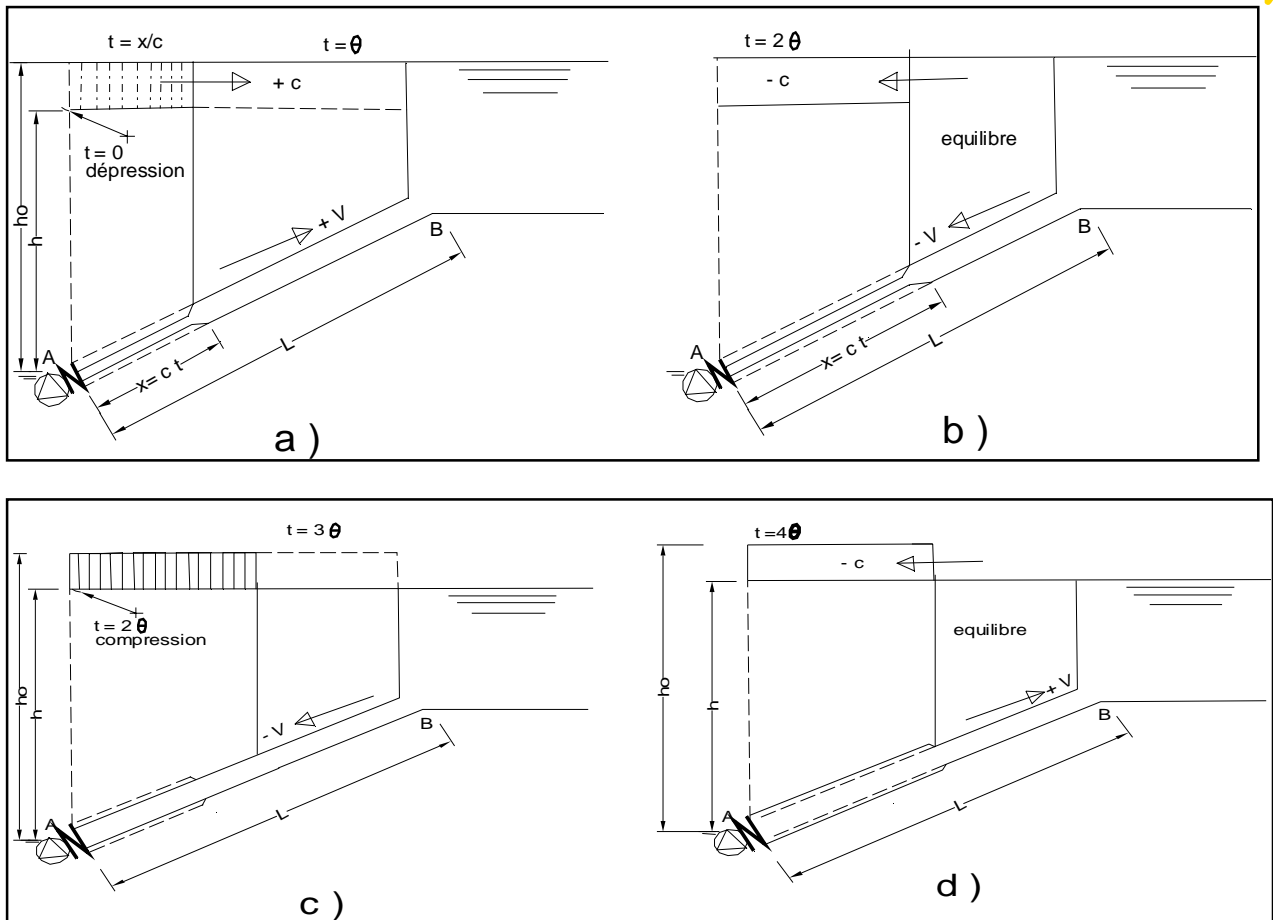 t = x/c
t = θ
+ c
t = 0
dépression
ho
h
+ V
A
B
x= c t
L
a )
t = 2 θ
- c
equilibre
- V
A
B
x= c t
L
b )
t = 3 θ
t = 2 θ
compression
ho
h
- V
A
B
L
c )
t = 4θ
- c
equilibre
ho
h
+ V
A
B
L
d )